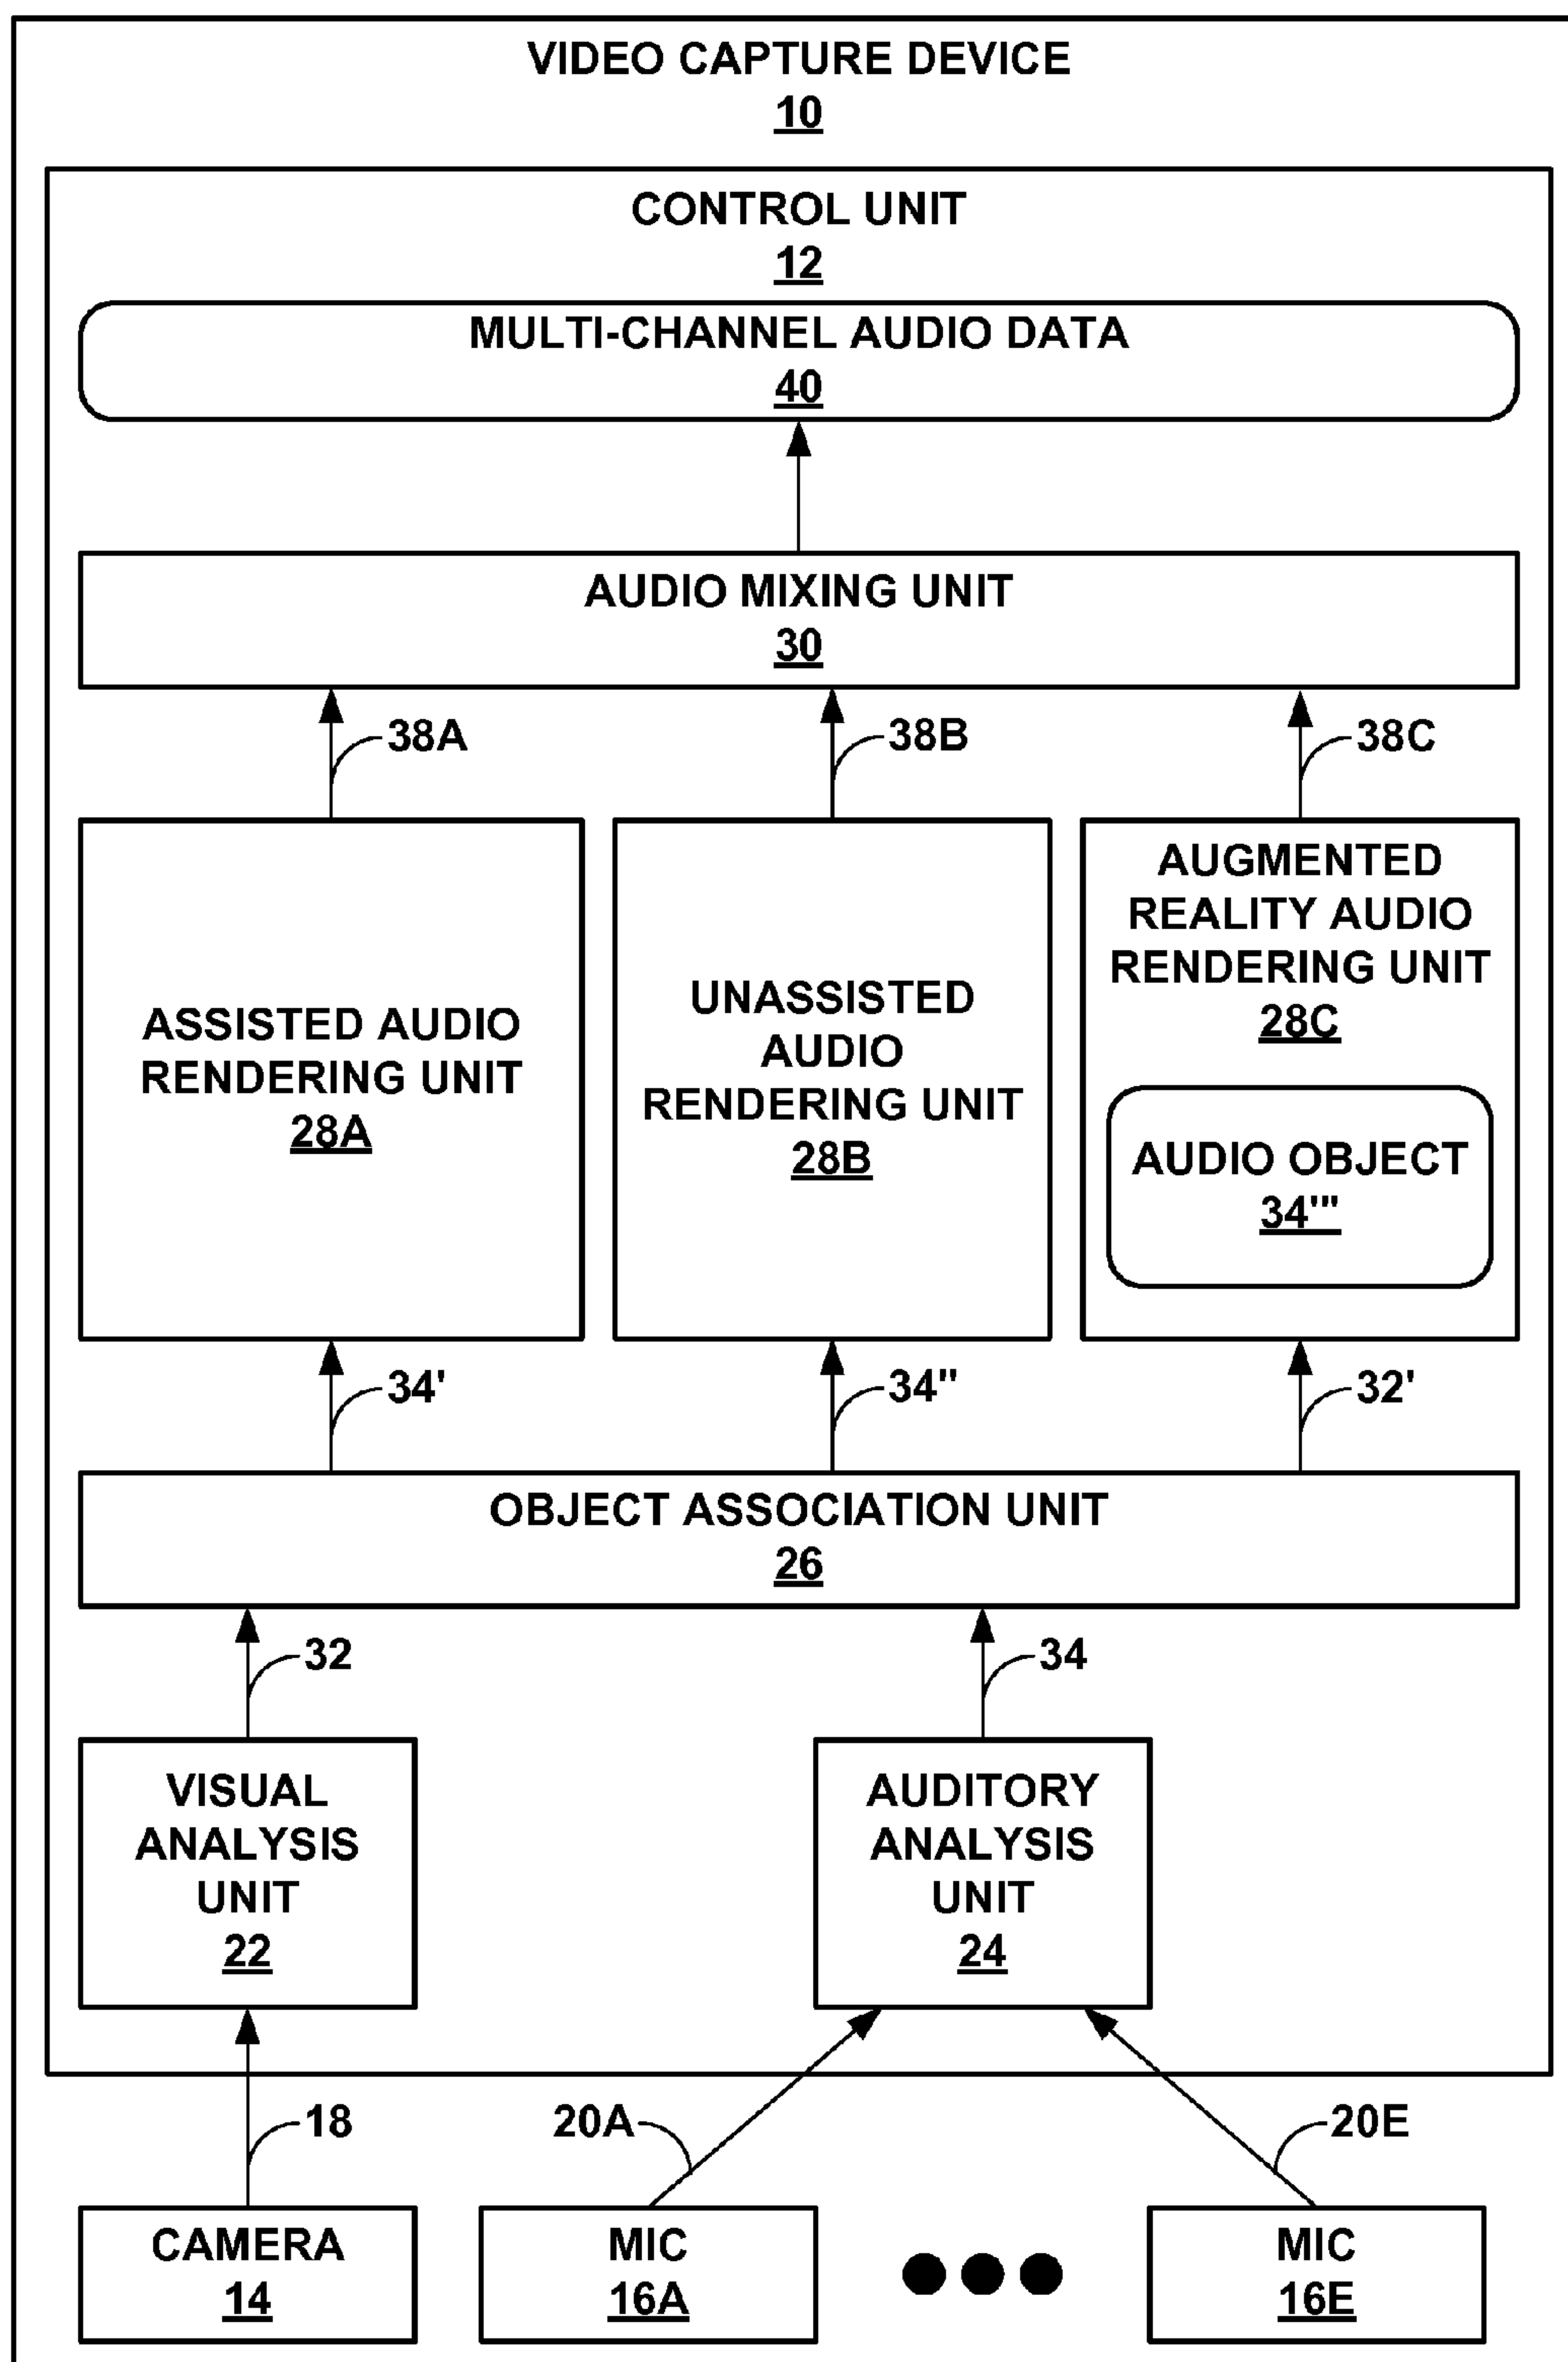 VIDEO CAPTURE DEVICE
10
CONTROL UNIT
12
MULTI-CHANNEL AUDIO DATA
40
AUDIO MIXING UNIT
30
38A
38B
38C
ASSISTED AUDIO
RENDERING UNIT
28A
UNASSISTED
AUDIO
RENDERING UNIT
28B
AUGMENTED
REALITY AUDIO
RENDERING UNIT
28C
AUDIO OBJECT
34'''
34'
34"
32'
OBJECT ASSOCIATION UNIT
26
32
34
VISUAL
ANALYSIS
UNIT
22
AUDITORY
ANALYSIS
UNIT
24
18
20A
20E
CAMERA
14
MIC
16A
MIC
16E